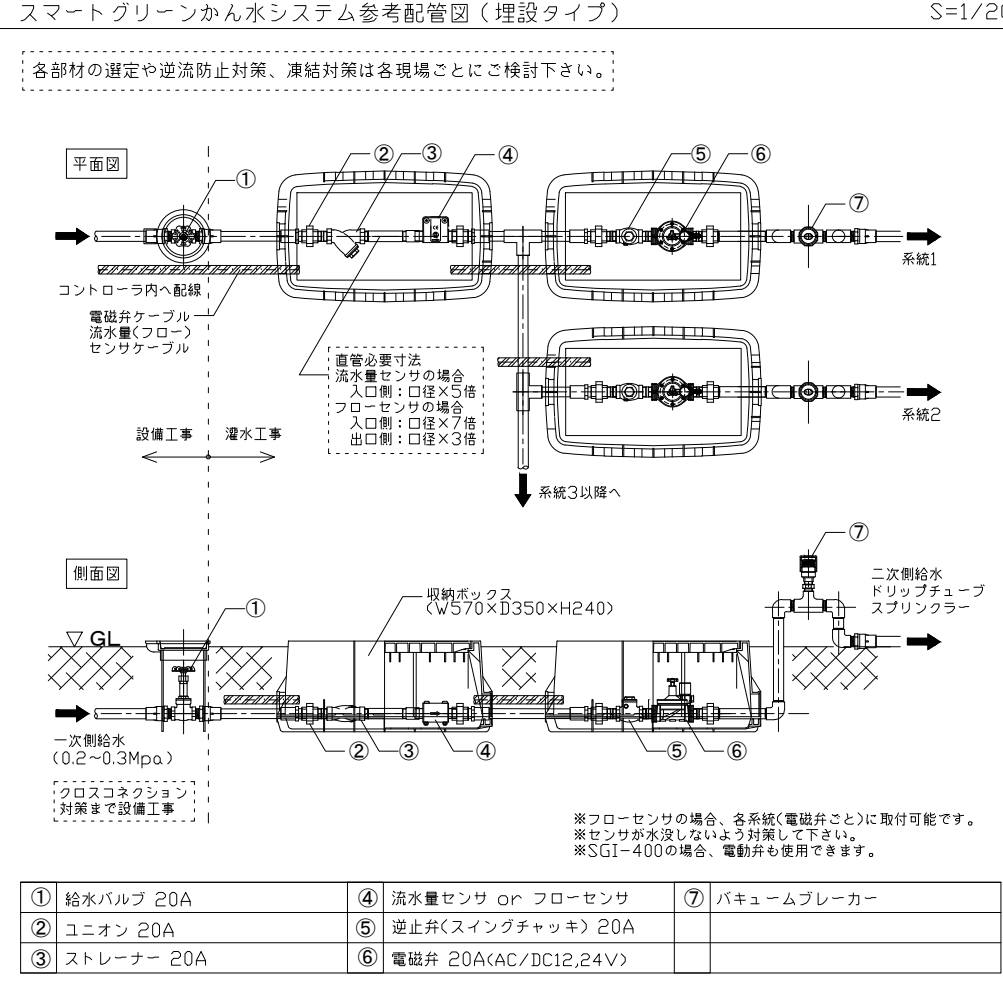 スマートグリーンかん水システム参考配管図(埋設タイプ)
S=1/20
各部材の選定や逆流防止対策、凍結対策は各現場ごとにご検討下さい。
平面図
①
②
③
④
⑤
⑥
⑦
系統1
コントローラ内へ配線
電磁弁ケーブル
流水量(フロー)
センサケーブル
直管必要寸法
流水量センサの場合
入口側:口径×5倍
フローセンサの場合
入口側:口径×7倍
出口側:口径×3倍
系統2
設備工事
灌水工事
系統3以降へ
側面図
⑦
二次側給水
ドリップチューブ
スプリンクラー
収納ボックス
(W570×D350×H240)
①
▽ GL
一次側給水
(0.2~0.3Mpa)
②
③
④
⑤
⑥
クロスコネクション
対策まで設備工事
※フローセンサの場合、各系統(電磁弁ごと)に取付可能です。
※センサが水没しないよう対策して下さい。
※SGI-400の場合、電動弁も使用できます。
① 給水バルブ 20A
④ 流水量センサ or フローセンサ
⑦ バキュームブレーカー
② ユニオン 20A
⑤ 逆止弁(スイングチャッキ) 20A
③ ストレーナー 20A
⑥ 電磁弁 20A(AC/DC12,24V)